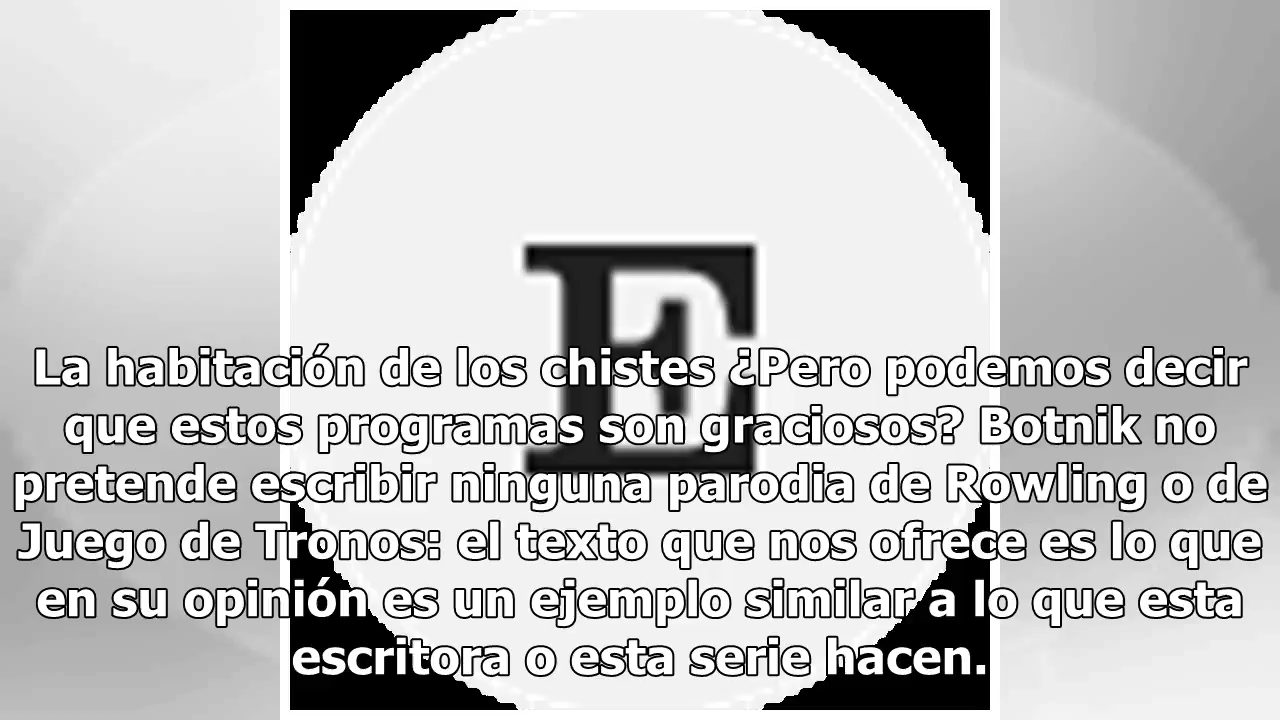 E
La habitación de los chistes ¿Pero podemos decir
que estos programas son graciosos? Botnik no
pretende escribir ninguna parodia de Rowling o de
Juego de Tronos: el texto que nos ofrece es lo que
en su opinión es un ejemplo similar a lo que esta
escritora o esta serie hacen.